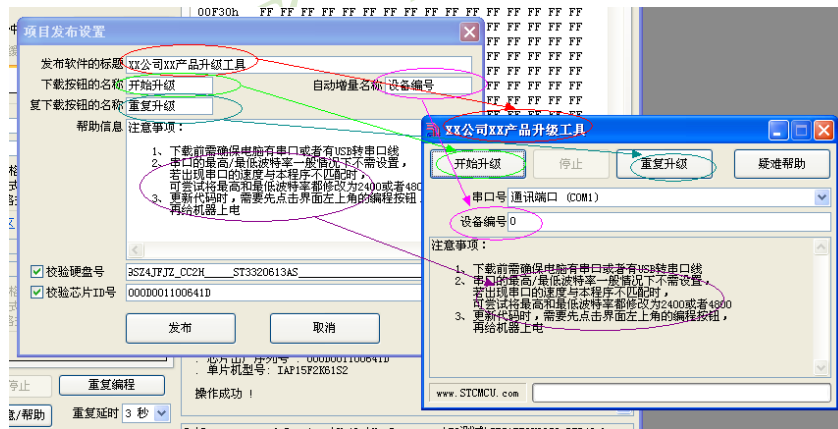 00F30h FF FF FF FF FF FF FF FF FF FF FF FF FF FF FF FF
项目发布设置
发布软件的标题 XX公司XX产品升级工具
下载按钮的名称 开始升级
自动增量名称 设备编号
复下载按钮的名称 重复升级
帮助信息 注意事项:
1、下载前需确保电脑有串口或者有USB转串口线
2、串口的最高/最低波特率一般情况下不需设置,
若出现串口的速度与本程序不匹配时,
可尝试将最高和最低波特率都修改为2400或者480
3、更新代码时,需要先点击界面左上角的编程按钮
再给机器上电
校验硬盘号 9SZ4JFJZ_CC2H_____ST3320613AS
校验芯片ID号 000D001100641D
发布
取消
XX公司XX产品升级工具
开始升级
停止
重复升级
疑难帮助
串口号 通讯端口 (COM1)
设备编号 0
注意事项:
1、下载前需确保电脑有串口或者有USB转串口线
2、串口的最高/最低波特率一般情况下不需设置,
若出现串口的速度与本程序不匹配时,
可尝试将最高和最低波特率都修改为2400或者4800
3、更新代码时,需要先点击界面左上角的编程按钮,
再给机器上电
www.STCMCU.com
. 芯片出厂序列号 : 000D001100641D
. 单片机型号: IAP15F2K61S2
操作成功 !
停止
重复编程
/帮助
重复延时 3 秒